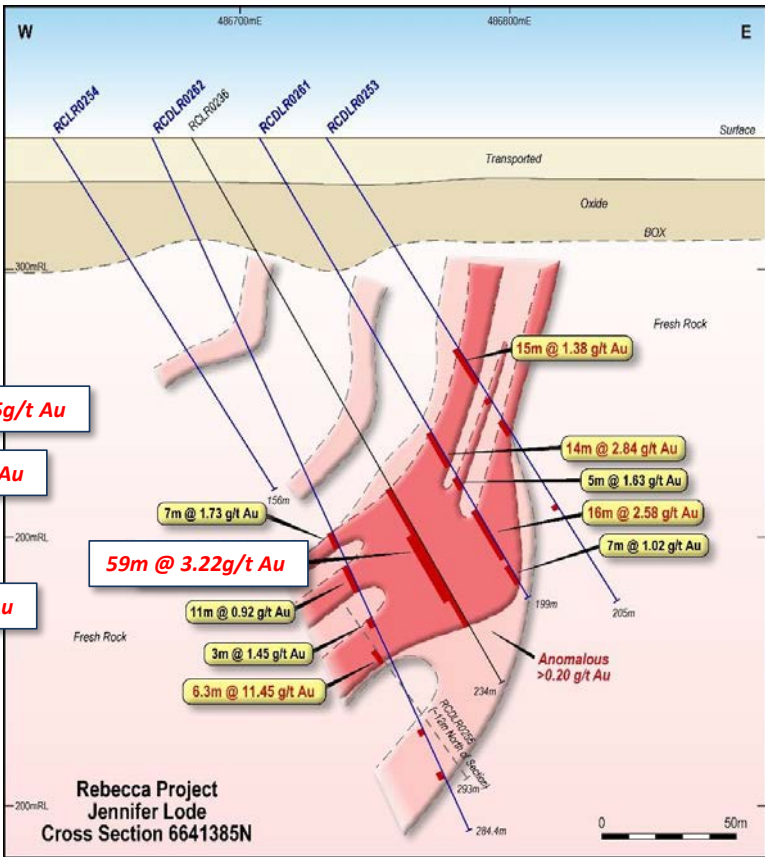 486700mE
486800mE
W
E
RCLR0254
RCDLR0262
RCLR0236
RCDLR0261
RCDLR0253
Surface
Transported
Oxide
BOX
300mRL
Fresh Rock
15m @ 1.38 g/t Au
g/t Au
14m @ 2.84 g/t Au
Au
5m @ 1.63 g/t Au
156m
7m @ 1.73 g/t Au
16m @ 2.58 g/t Au
200mRL
59m @ 3.22g/t Au
7m @ 1.02 g/t Au
11m @ 0.92 g/t Au
199m
205m
Fresh Rock
3m @ 1.45 g/t Au
Anomalous
>0.20 g/t Au
6.3m @ 11.45 g/t Au
234m
RCDLR0255
(~12m North of Section)
293m
Rebecca Project
Jennifer Lode
Cross Section 6641385N
200mRL
284.4m
0
50m